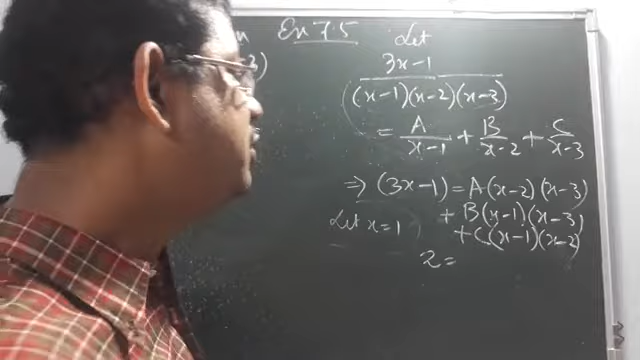 Ex 7.5
Let
3)
3x-1
(x-1)(x-2)(x-3)
= A/x-1 + B/x-2 + C/x-3
⇒ (3x-1) = A(x-2)(x-3)
+ B(x-1)(x-3)
+ C(x-1)(x-2)
Let x=1
2=